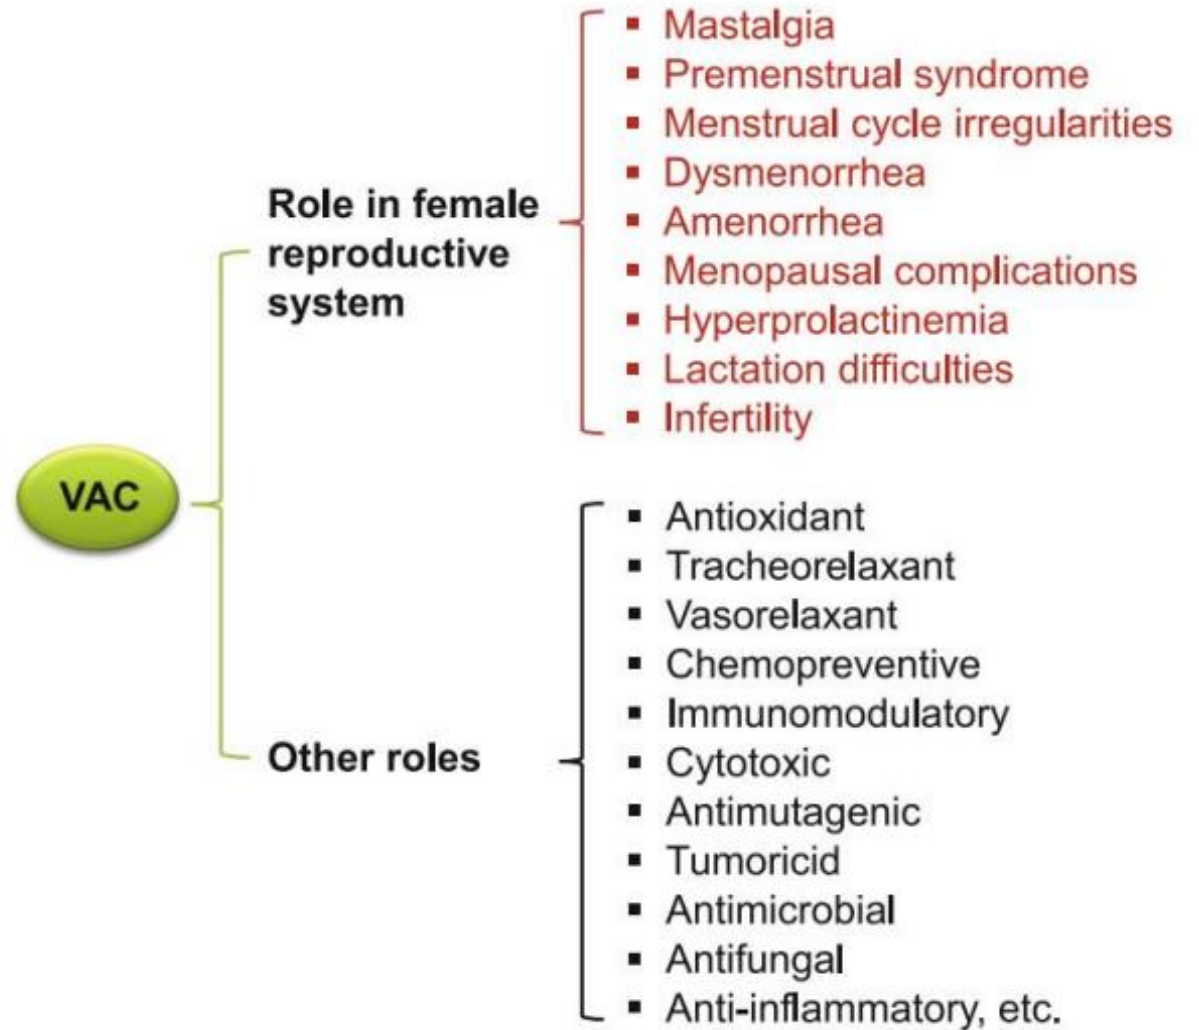 VAC
Role in female
reproductive
system
▪ Mastalgia
▪ Premenstrual syndrome
▪ Menstrual cycle irregularities
▪ Dysmenorrhea
▪ Amenorrhea
▪ Menopausal complications
▪ Hyperprolactinemia
▪ Lactation difficulties
▪ Infertility
Other roles
▪ Antioxidant
▪ Tracheorelaxant
▪ Vasorelaxant
▪ Chemopreventive
▪ Immunomodulatory
▪ Cytotoxic
▪ Antimutagenic
▪ Tumoricid
▪ Antimicrobial
▪ Antifungal
▪ Anti-inflammatory, etc.